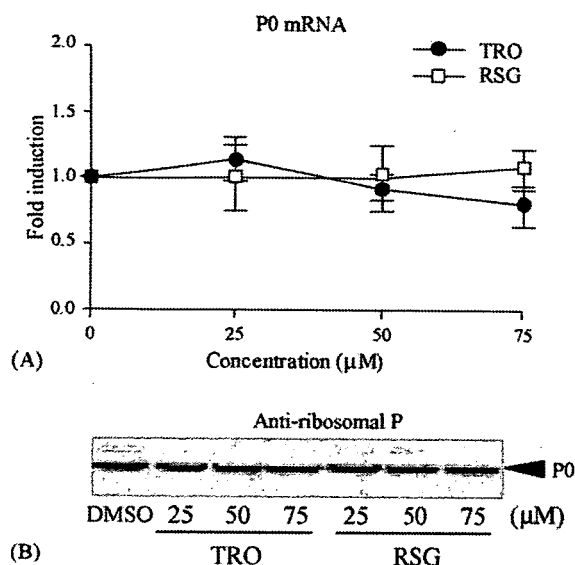 P0 mRNA
TRO
RSG
Fold induction
2.0
1.5
1.0
0.5
0.0
0 25 50 75
(A) Concentration (μM)
Anti-ribosomal P
P0
DMSO 25 50 75 25 50 75 (μM)
(B) TRO RSG